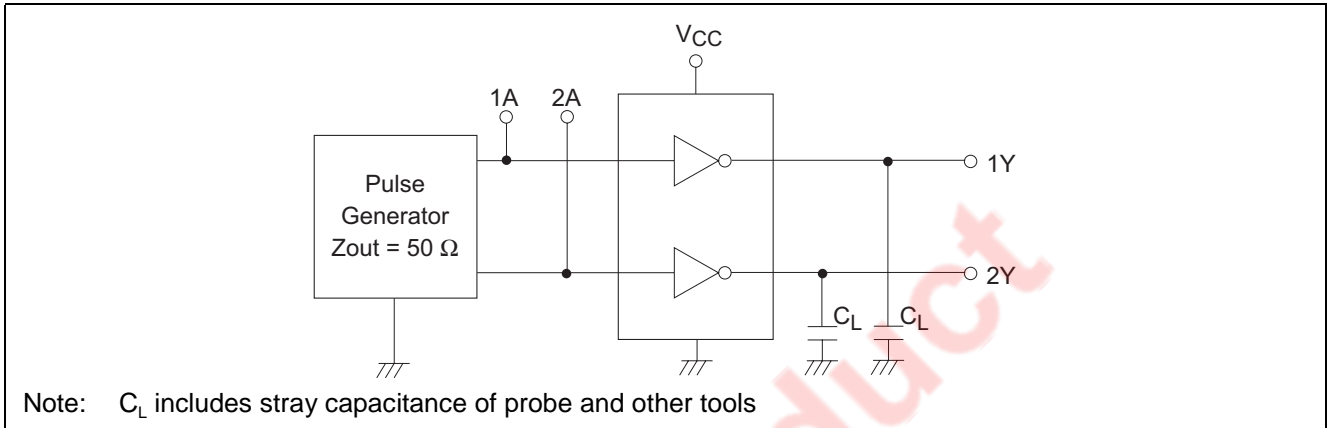 VCC
1A 2A
Pulse
Generator
Zout = 50 Ω
1Y
2Y
CL CL
Note: CL includes stray capacitance of probe and other tools